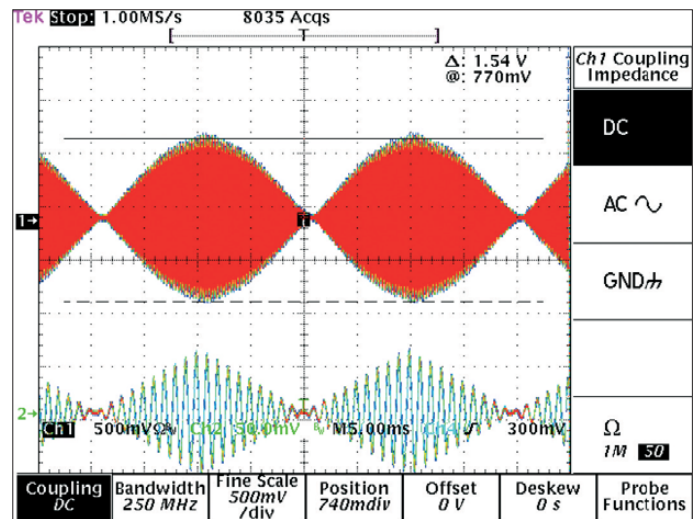 Tek Stop: 1.00MS/s 8035 Acqs
Δ: 1.54 V
@: 770mV
1→
2→
Ch1 500mVΩ Ch2 50.0mV M 5.00ms Ch4 300mV
Ch1 Coupling
Impedance
DC
AC
GND
Ω
1M 50
Coupling
DC
Bandwidth
250 MHz
Fine Scale
500mV
/div
Position
740mdiv
Offset
0 V
Deskew
0 s
Probe
Functions